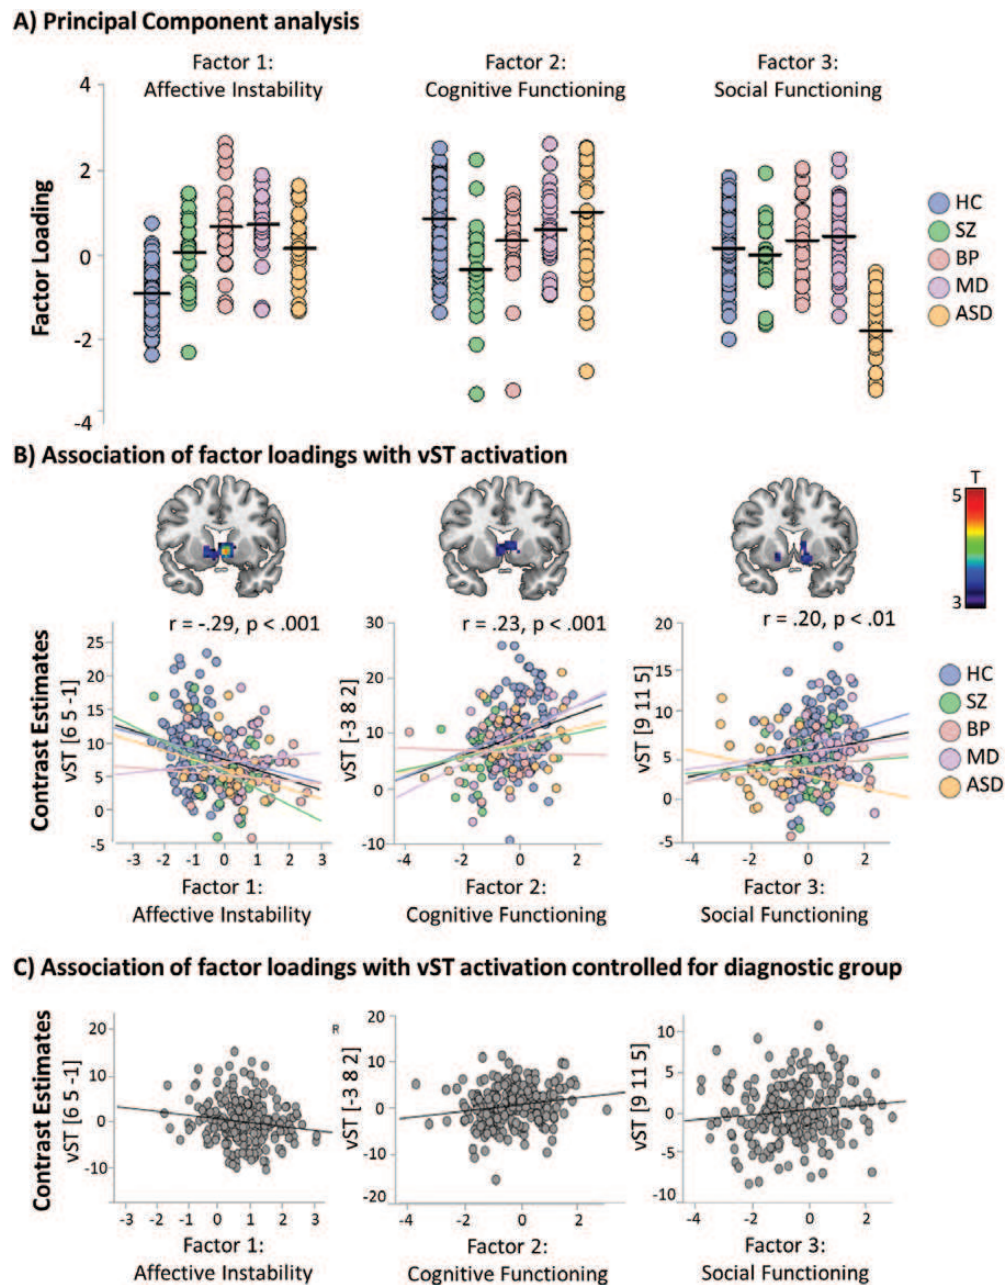 A) Principal Component analysis
Factor 1:
Affective Instability
Factor 2:
Cognitive Functioning
Factor 3:
Social Functioning
Factor Loading
4
2
0
-2
-4
HC
SZ
BP
MD
ASD
B) Association of factor loadings with vST activation
T
5
3
r = -.29, p < .001
r = .23, p < .001
r = .20, p < .01
Contrast Estimates
vST [6 5 -1]
25
20
15
10
5
0
-5
-3 -2 -1 0 1 2 3
Factor 1:
Affective Instability
vST [-3 8 2]
30
20
10
0
-10
-4 -2 0 2
Factor 2:
Cognitive Functioning
vST [9 11 5]
20
15
10
5
0
-5
-4 -2 0 2
Factor 3:
Social Functioning
HC
SZ
BP
MD
ASD
C) Association of factor loadings with vST activation controlled for diagnostic group
Contrast Estimates
vST [6 5 -1]
20
10
0
-10
-3 -2 -1 0 1 2 3
Factor 1:
Affective Instability
R
vST [-3 8 2]
20
10
0
-10
-20
-4 -2 0 2
Factor 2:
Cognitive Functioning
vST [9 11 5]
10
5
0
-5
-10
-4 -2 0 2
Factor 3:
Social Functioning